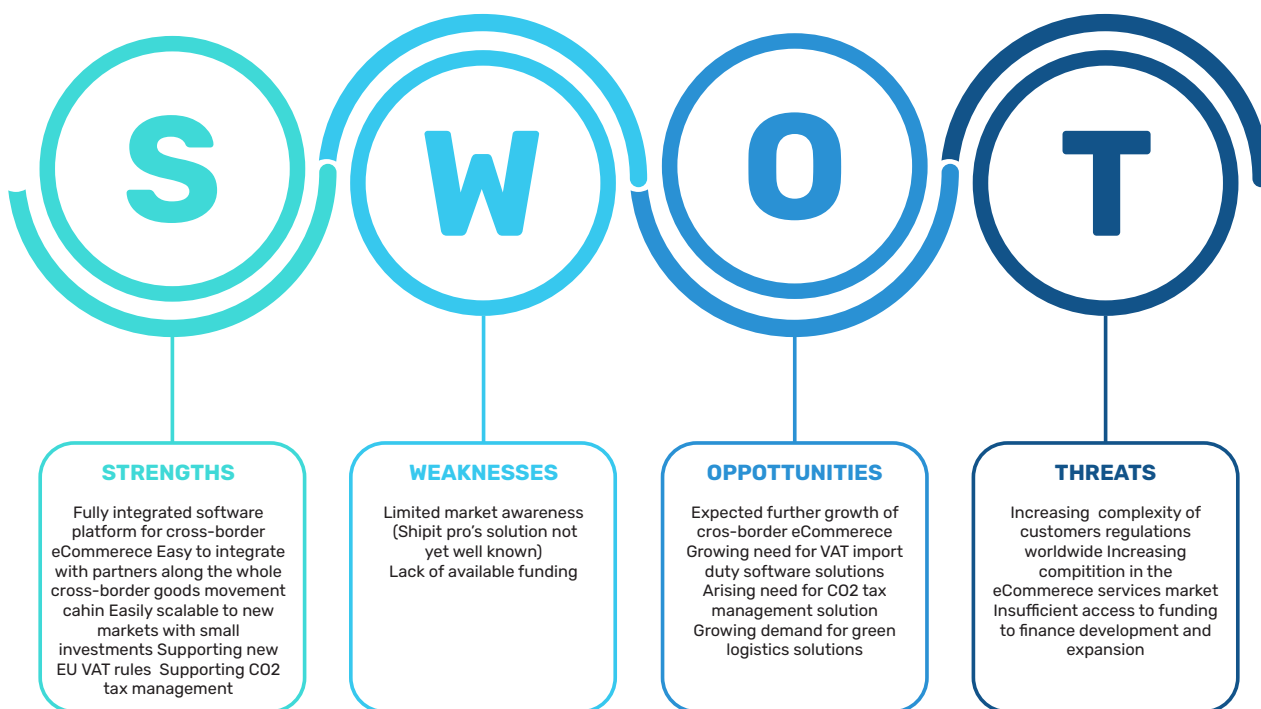 S
W
O
T
STRENGTHS
Fully integrated software
platform for cross-border
eCommerece Easy to integrate
with partners along the whole
cross-border goods movement
cahin Easily scalable to new
markets with small
investments Supporting new
EU VAT rules  Supporting CO2
tax management
WEAKNESSES
Limited market awareness
(Shipit pro's solution not
yet well known)
Lack of available funding
OPPOTTUNITIES
Expected further growth of
cros-border eCommerece
Growing need for VAT import
duty software solutions
Arising need for CO2 tax
management solution
Growing demand for green
logistics solutions
THREATS
Increasing  complexity of
customers regulations
worldwide Increasing
compitition in the
eCommerece services market
Insufficient access to funding
to finance development and
expansion